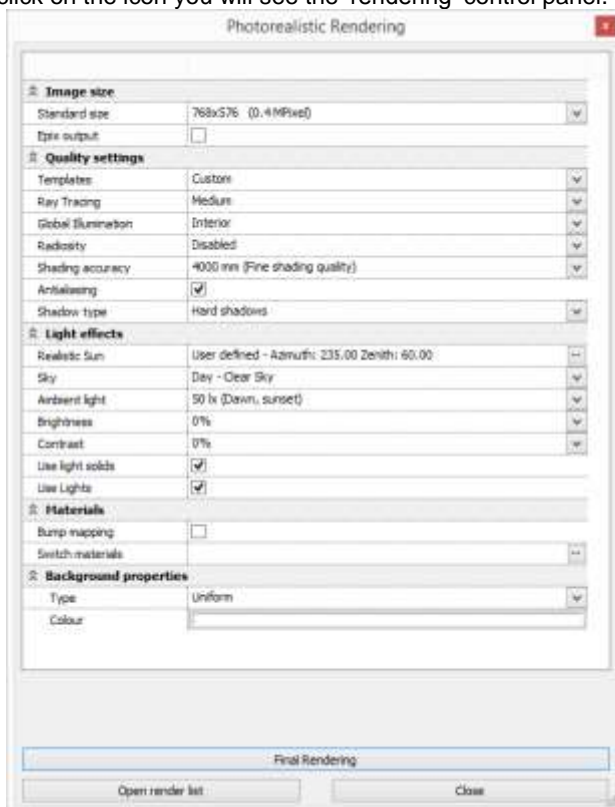 click on the icon you will see the 'rendering' control panel.
Photorealistic Rendering
Image size
Standard size 768x576 (0.4 MPixel)
Epix output
Quality settings
Templates Custom
Ray Tracing Medium
Global Illumination Interior
Radiosity Disabled
Shading accuracy 4000 mm (Fine shading quality)
Antialiasing
Shadow type Hard shadows
Light effects
Realistic Sun User defined - Azimuth: 235.00 Zenith: 60.00
Sky Day - Clear Sky
Ambient light 50 lx (Dawn, sunset)
Brightness 0%
Contrast 0%
Use light solids
Use Lights
Materials
Bump mapping
Switch materials
Background properties
Type Uniform
Colour
Final Rendering
Open render list Close